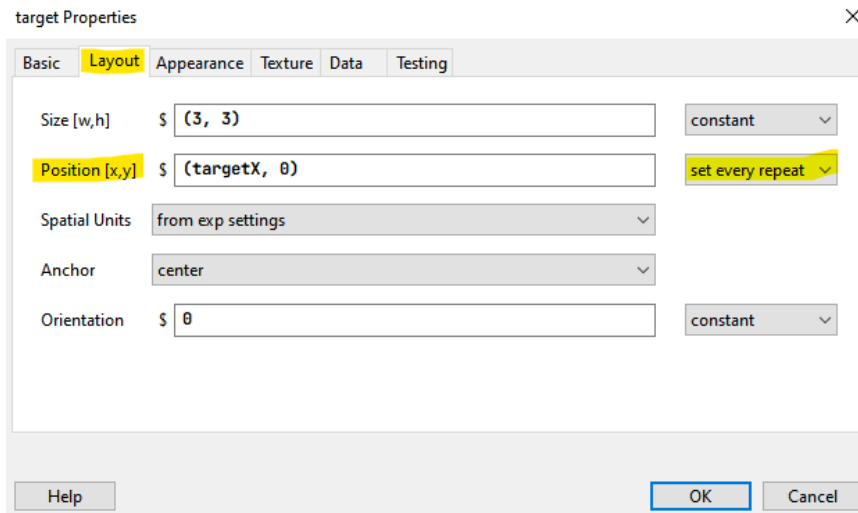 target Properties
Basic Layout Appearance Texture Data Testing
Size [w,h] $ (3, 3) constant
Position [x,y] $ (targetX, 0) set every repeat
Spatial Units from exp settings
Anchor center
Orientation $ 0 constant
Help OK Cancel